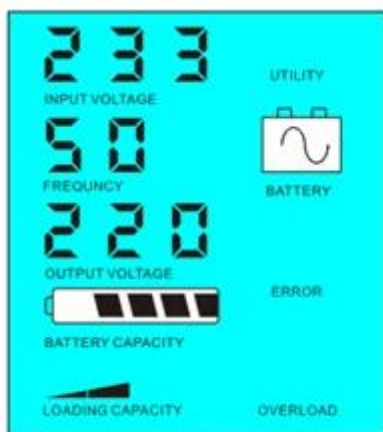 233
UTILITY
INPUT VOLTAGE
50
FREQUNCY
BATTERY
220
OUTPUT VOLTAGE
ERROR
BATTERY CAPACITY
LOADING CAPACITY
OVERLOAD